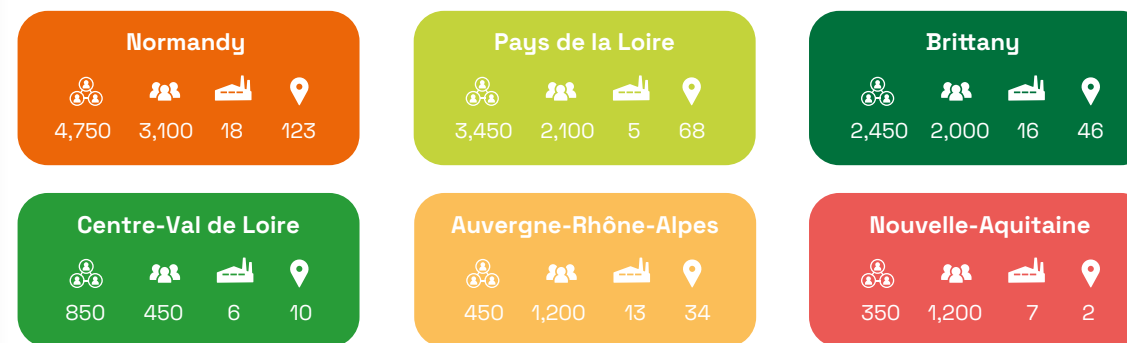 Normandy
4,750 3,100 18 123
Pays de la Loire
3,450 2,100 5 68
Brittany
2,450 2,000 16 46
Centre-Val de Loire
850 450 6 10
Auvergne-Rhône-Alpes
450 1,200 13 34
Nouvelle-Aquitaine
350 1,200 7 2